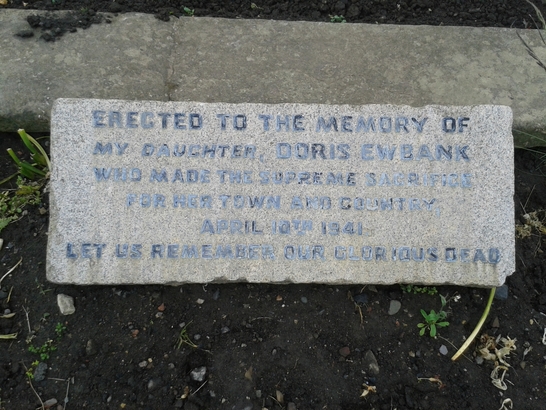 ERECTED TO THE MEMORY OF
MY DAUGHTER, DORIS EWBANK
WHO MADE THE SUPREME SACRIFICE
FOR HER TOWN AND COUNTRY,
APRIL 10TH 1941
LET US REMEMBER OUR GLORIOUS DEAD